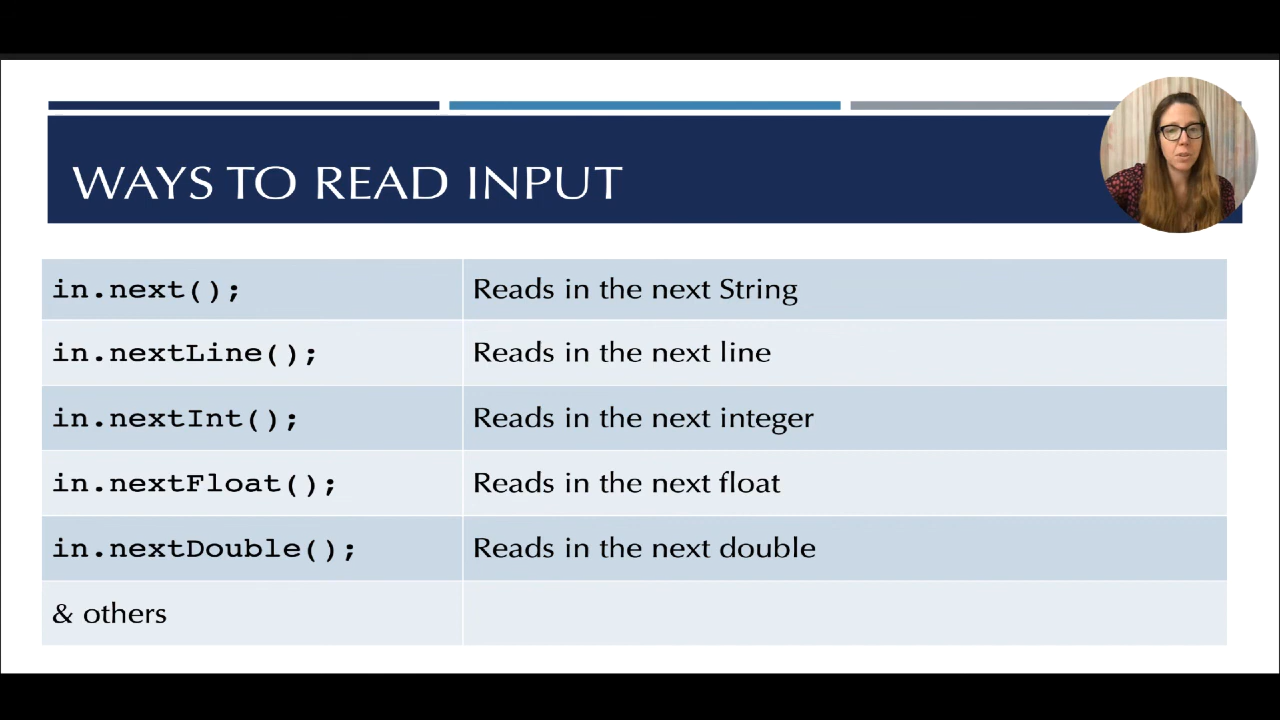 WAYS TO READ INPUT
in.next(); Reads in the next String
in.nextLine(); Reads in the next line
in.nextInt(); Reads in the next integer
in.nextFloat(); Reads in the next float
in.nextDouble(); Reads in the next double
& others